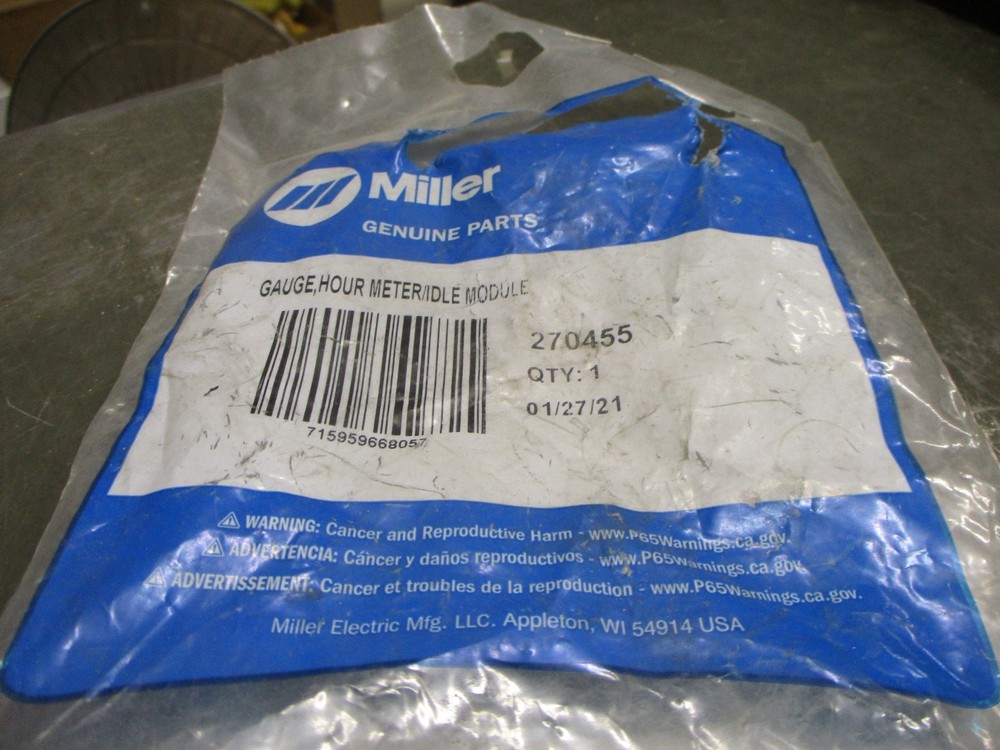 Miller
GENUINE PARTS
GAUGE,HOUR METER/IDLE MODULE
270455
QTY: 1
01/27/21
715959668057
WARNING: Cancer and Reproductive Harm - www.P65Warnings.ca.gov.
ADVERTENCIA: Cáncer y daños reproductivos - www.P65Warnings.ca.gov.
ADVERTISSEMENT: Cancer et troubles de la reproduction - www.P65Warnings.ca.gov.
Miller Electric Mfg. LLC. Appleton, WI 54914 USA